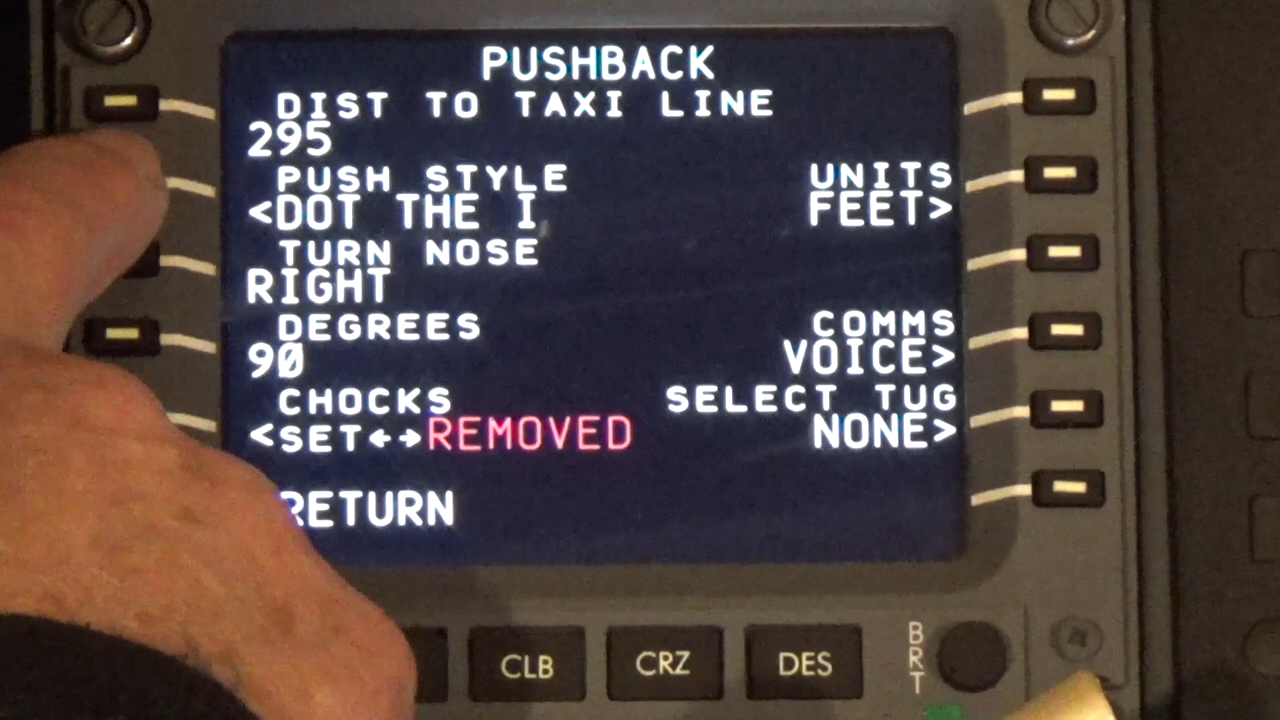 PUSHBACK
DIST TO TAXI LINE
295
PUSH STYLE UNITS
<DOT THE I FEET>
TURN NOSE
RIGHT
DEGREES COMMS
90 VOICE>
CHOCKS SELECT TUG
<SET←→REMOVED NONE>
RETURN
CLB CRZ DES
BRT